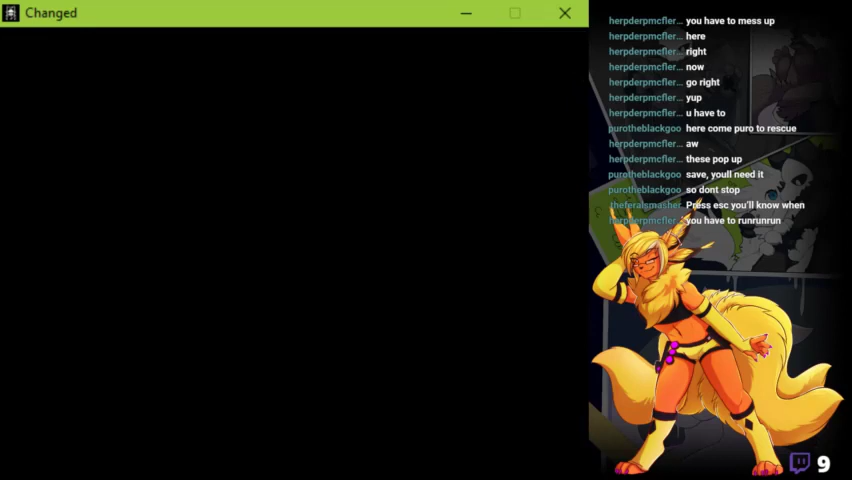 Changed
herpderpmcfler... you have to mess up
herpderpmcfler... here
herpderpmcfler... right
herpderpmcfler... now
herpderpmcfler... go right
herpderpmcfler... yup
herpderpmcfler... u have to
purotheblackgoo here come puro to rescue
herpderpmcfler... aw
herpderpmcfler... these pop up
purotheblackgoo save, youll need it
purotheblackgoo so dont stop
theferalsmasher Press esc you'll know when
herpderpmcfler... you have to runrunrun
9